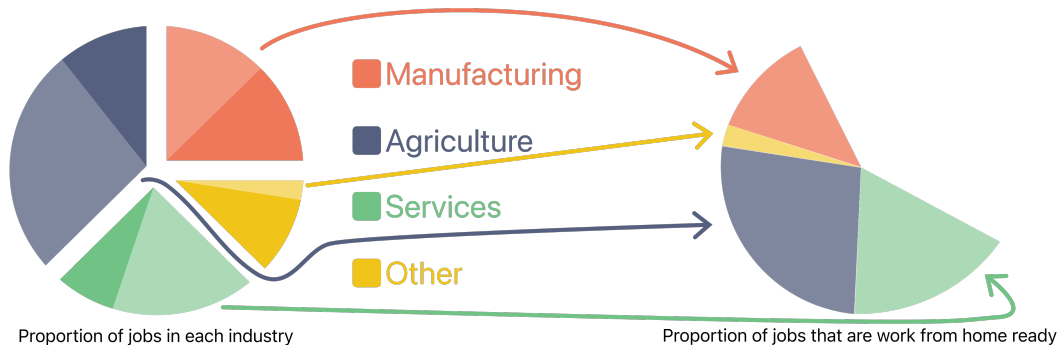 Manufacturing
Agriculture
Services
Other
Proportion of jobs in each industry
Proportion of jobs that are work from home ready